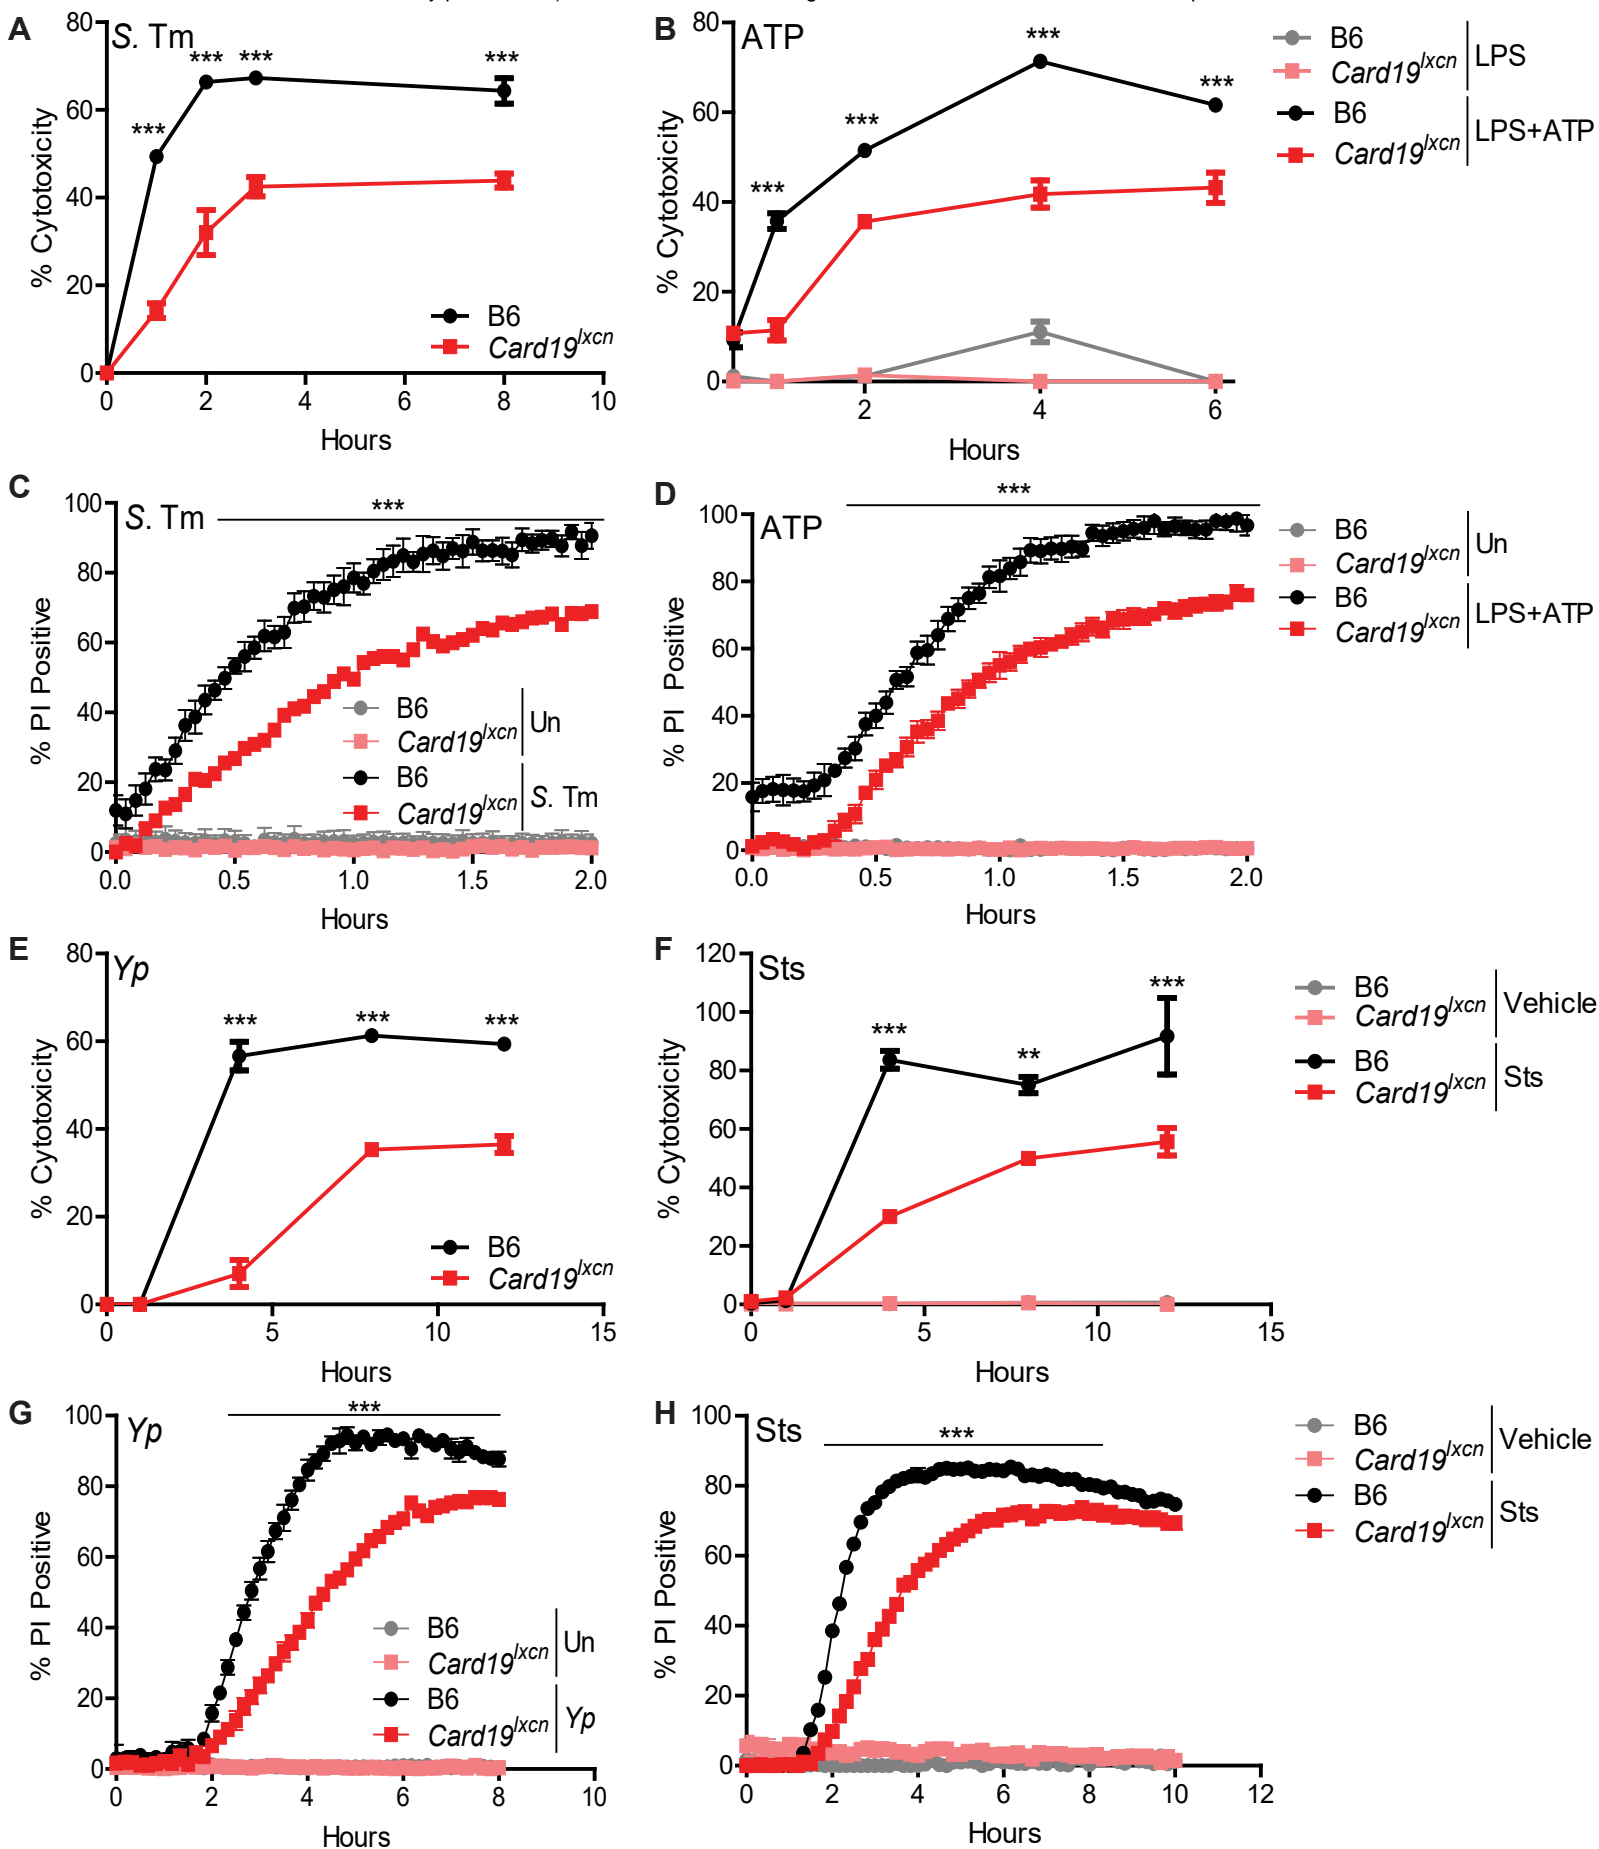 A
S. Tm
80
60
40
20
0
% Cytotoxicity
***
***
***
***
B6
Card19lxcn
0 2 4 6 8 10
Hours
B
ATP
80
60
40
20
0
% Cytotoxicity
***
***
***
***
2 4 6
Hours
B6
Card19lxcn
LPS
B6
Card19lxcn
LPS+ATP
C
S. Tm
***
100
80
60
40
20
0
% PI Positive
B6
Card19lxcn
Un
B6
Card19lxcn
S. Tm
0.0 0.5 1.0 1.5 2.0
Hours
D
ATP
***
100
80
60
40
20
0
% PI Positive
0.0 0.5 1.0 1.5 2.0
Hours
B6
Card19lxcn
Un
B6
Card19lxcn
LPS+ATP
E
Yp
80
60
40
20
0
% Cytotoxicity
***
***
***
B6
Card19lxcn
0 5 10 15
Hours
F
Sts
120
100
80
60
40
20
0
% Cytotoxicity
***
**
***
0 5 10 15
Hours
B6
Card19lxcn
Vehicle
B6
Card19lxcn
Sts
G
Yp
***
100
80
60
40
20
0
% PI Positive
B6
Card19lxcn
Un
B6
Card19lxcn
Yp
0 2 4 6 8 10
Hours
H
Sts
***
100
80
60
40
20
0
% PI Positive
0 2 4 6 8 10 12
Hours
B6
Card19lxcn
Vehicle
B6
Card19lxcn
Sts